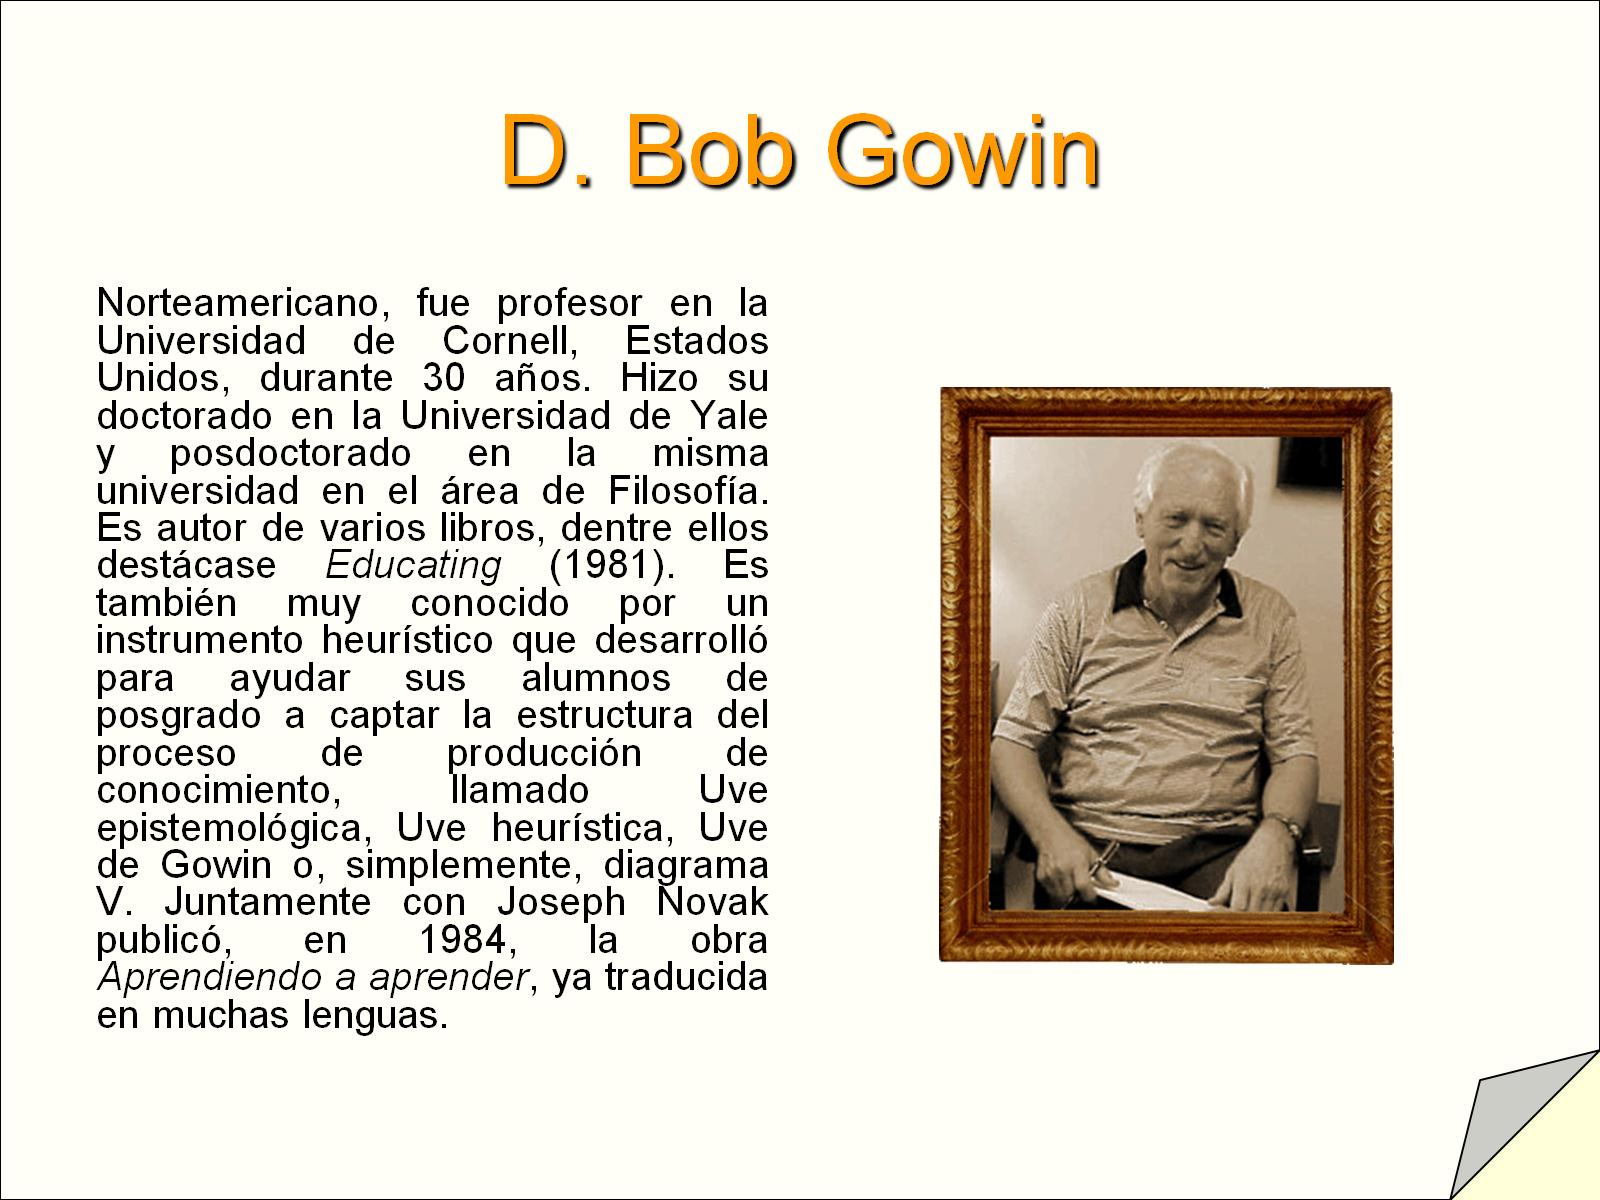 D. Bob Gowin
Norteamericano, fue profesor en la
Universidad de Cornell, Estados
Unidos, durante 30 años. Hizo su
doctorado en la Universidad de Yale
y posdoctorado en la misma
universidad en el área de Filosofía.
Es autor de varios libros, dentre ellos
destácase Educating (1981). Es
también muy conocido por un
instrumento heurístico que desarrolló
para ayudar sus alumnos de
posgrado a captar la estructura del
proceso de producción de
conocimiento, llamado Uve
epistemológica, Uve heurística, Uve
de Gowin o, simplemente, diagrama
V. Juntamente con Joseph Novak
publicó, en 1984, la obra
Aprendiendo a aprender, ya traducida
en muchas lenguas.